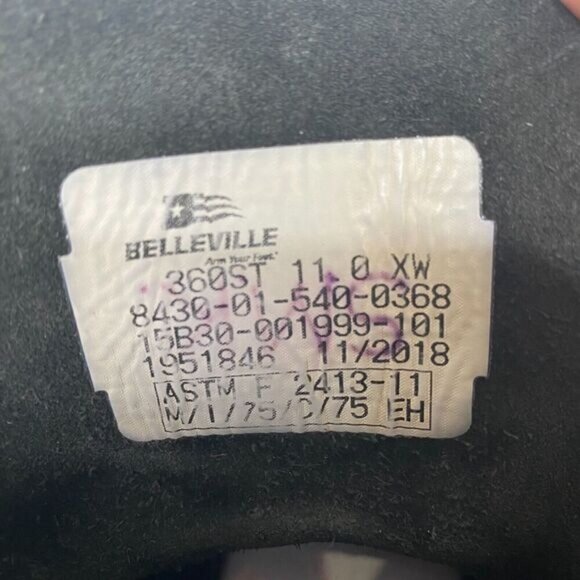 BELLEVILLE
Arm Your Feet.
360ST 11.0 XW
8430-01-540-0368
15B30-001999-101
1951846 11/2018
ASTM F 2413-11
M/I/75/C/75 EH